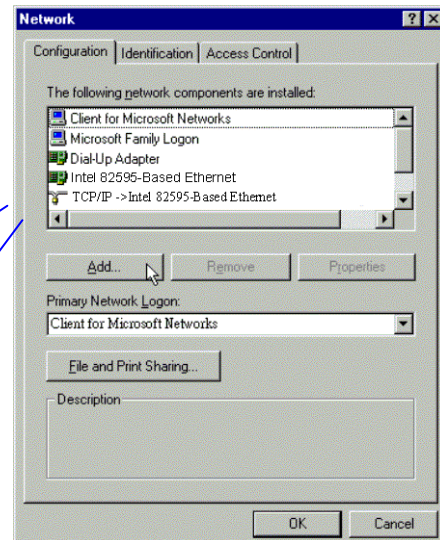 Network
Configuration Identification Access Control
The following network components are installed:
Client for Microsoft Networks
Microsoft Family Logon
Dial-Up Adapter
Intel 82595-Based Ethernet
TCP/IP ->Intel 82595-Based Ethernet
Add... Remove Properties
Primary Network Logon:
Client for Microsoft Networks
File and Print Sharing...
Description
OK Cancel